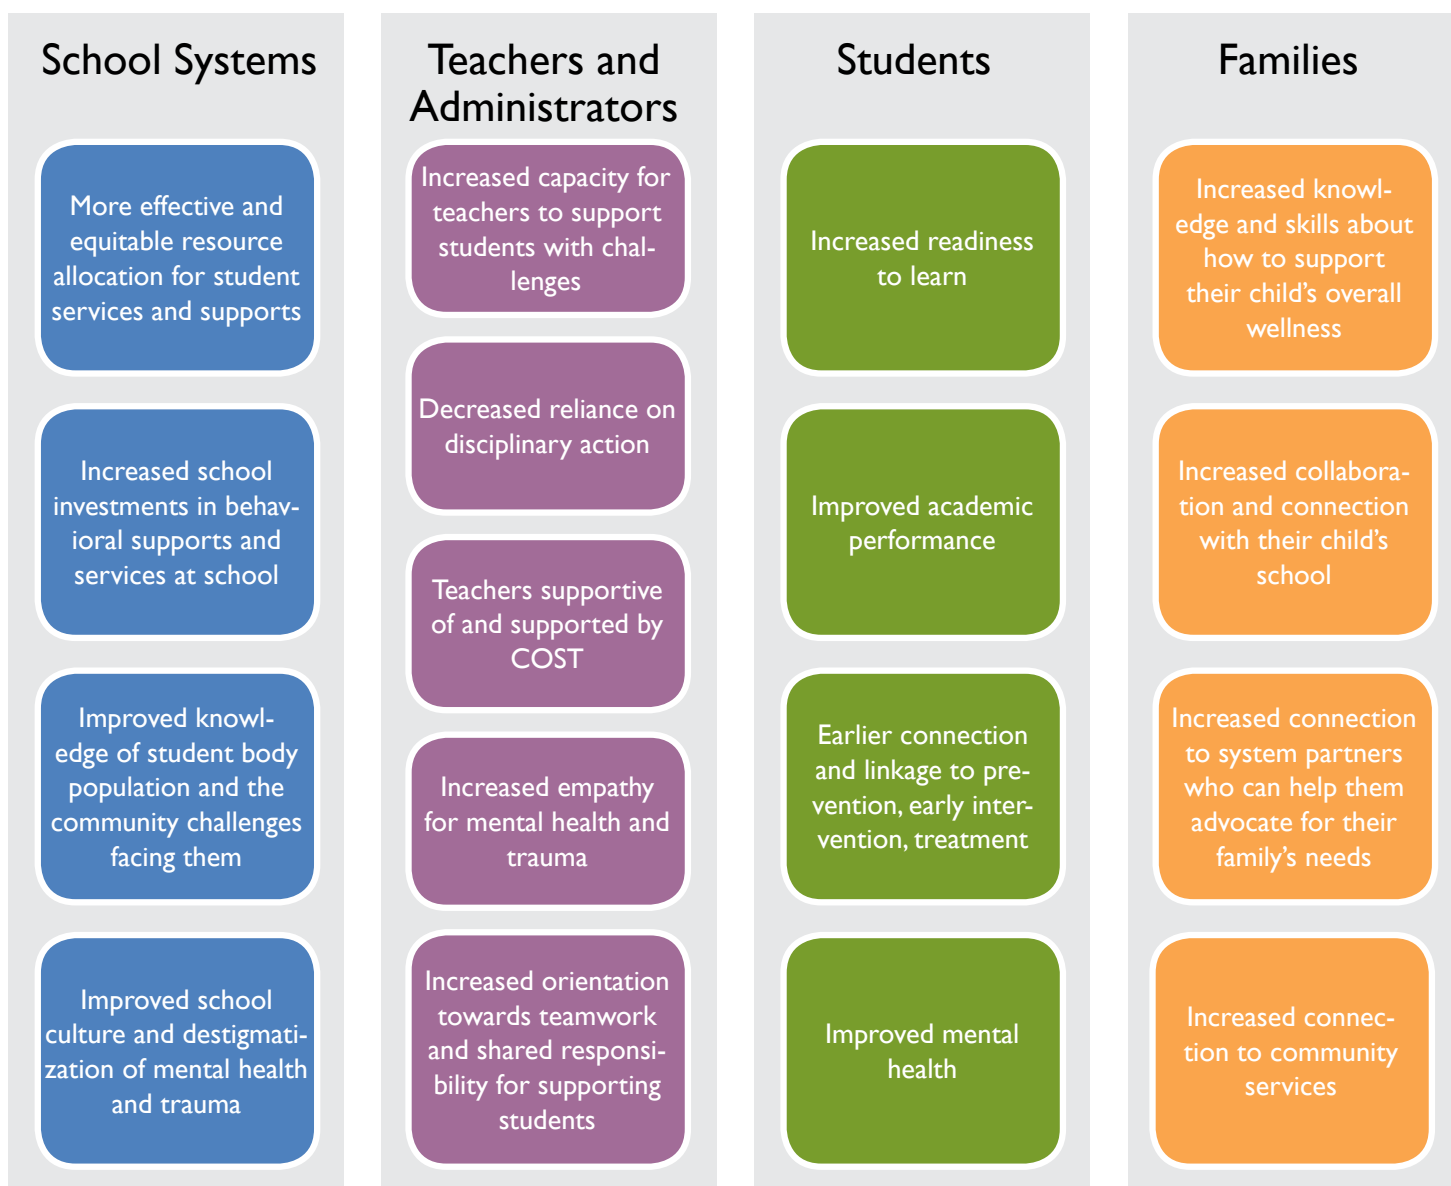 School Systems
More effective and
equitable resource
allocation for student
services and supports
Increased school
investments in behav-
ioral supports and
services at school
Improved knowl-
edge of student body
population and the
community challenges
facing them
Improved school
culture and destigmati-
zation of mental health
and trauma
Teachers and
Administrators
Increased capacity for
teachers to support
students with chal-
lenges
Decreased reliance on
disciplinary action
Teachers supportive
of and supported by
COST
Increased empathy
for mental health and
trauma
Increased orientation
towards teamwork
and shared responsi-
bility for supporting
students
Students
Increased readiness
to learn
Improved academic
performance
Earlier connection
and linkage to pre-
vention, early inter-
vention, treatment
Improved mental
health
Families
Increased knowl-
edge and skills about
how to support
their child’s overall
wellness
Increased collabora-
tion and connection
with their child’s
school
Increased connection
to system partners
who can help them
advocate for their
family’s needs
Increased connec-
tion to community
services